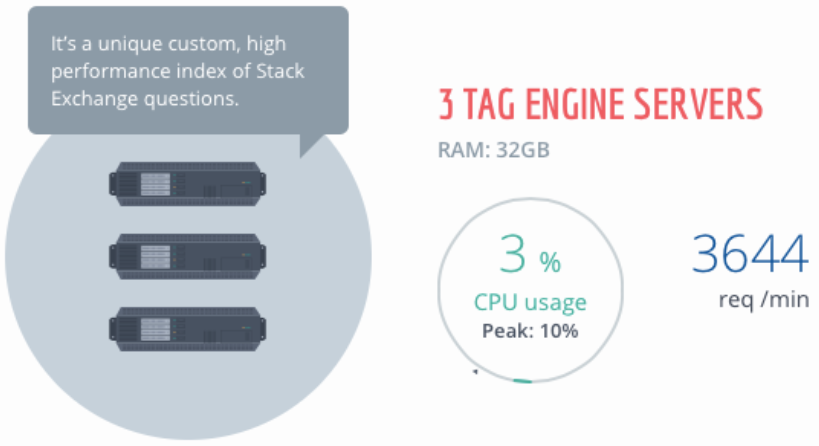 It's a unique custom, high
performance index of Stack
Exchange questions.
3 TAG ENGINE SERVERS
RAM: 32GB
3 %
CPU usage
Peak: 10%
3644
req /min